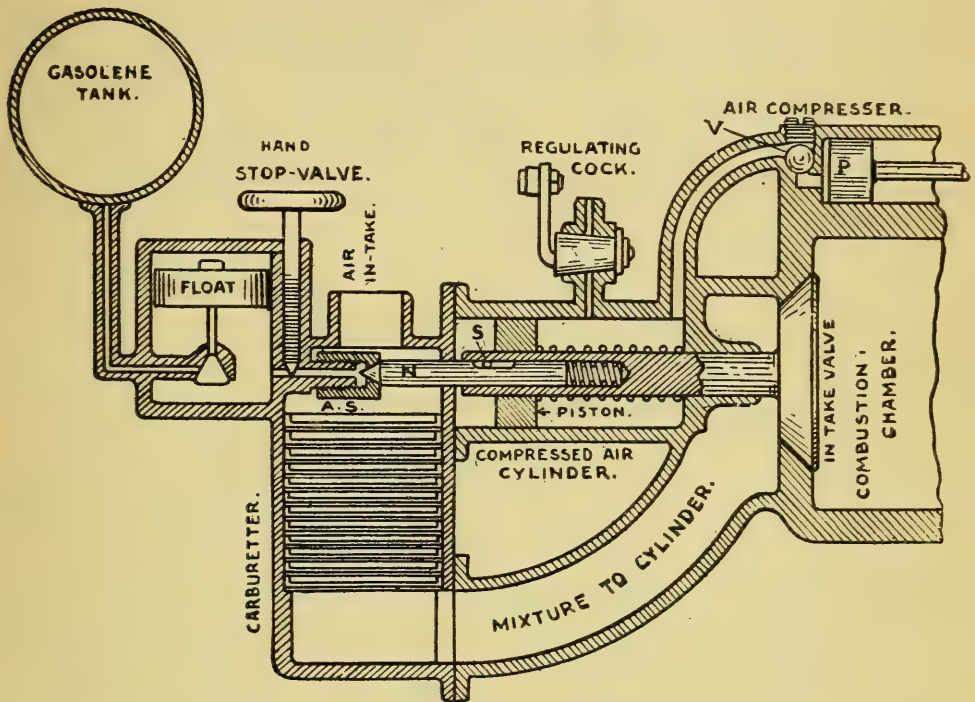 GASOLENE
TANK.
HAND
STOP-VALVE.
AIR
IN-TAKE.
REGULATING
COCK.
AIR COMPRESSER.
V
P
FLOAT
S
N
A.S.
PISTON.
COMPRESSED AIR
CYLINDER.
CARBURETTER.
MIXTURE TO CYLINDER.
IN TAKE VALVE
COMBUSTION
CHAMBER.